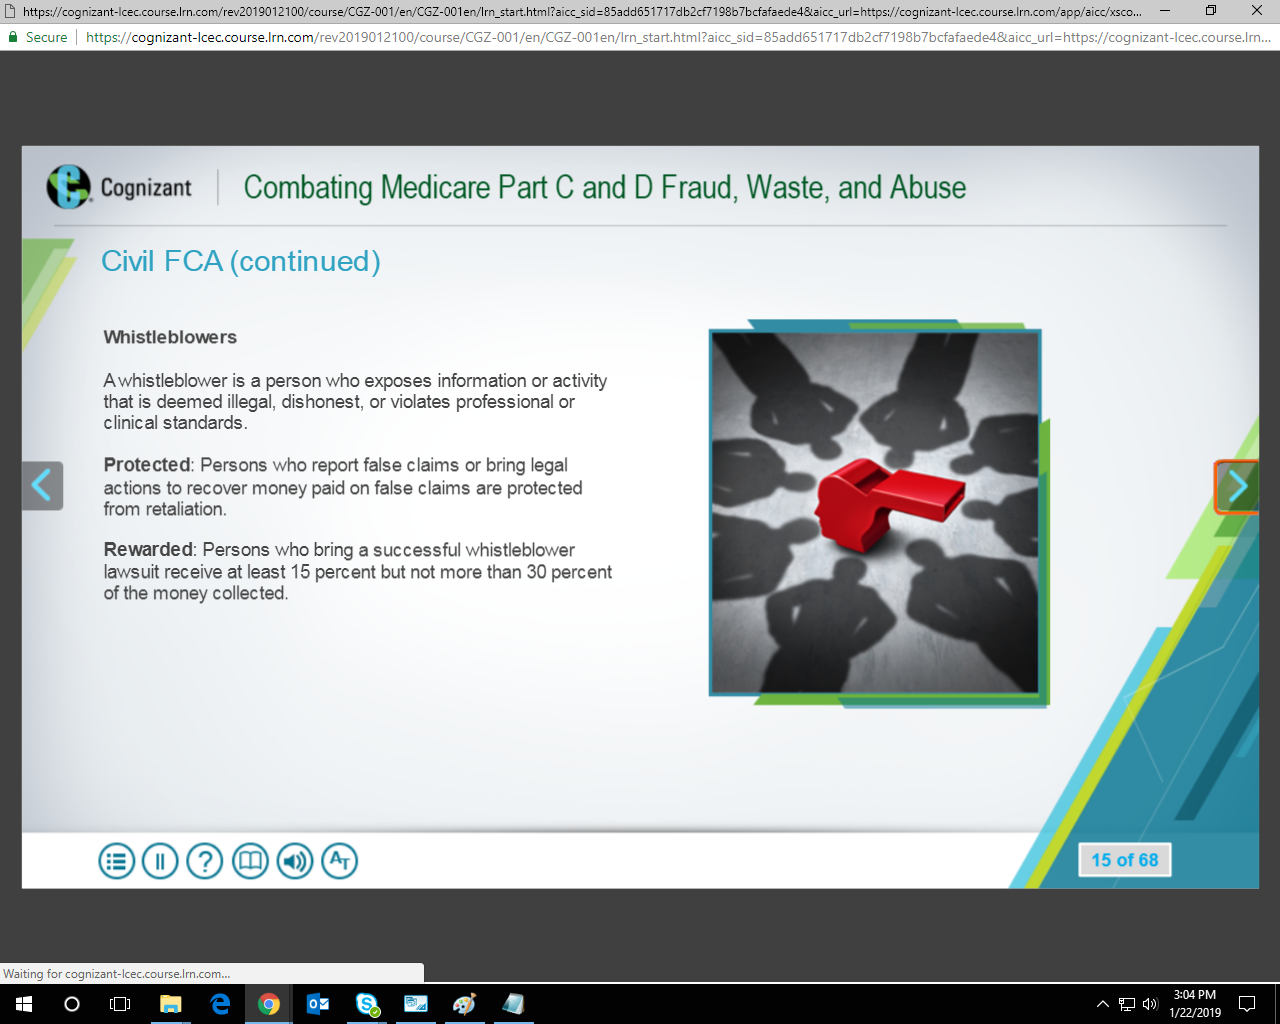 https://cognizant-lcec.course.lrn.com/rev2019012100/course/CGZ-001/en/CGZ-001en/lrn_start.html?aicc_sid=85add651717db2cf7198b7bcfafaede4&aicc_url=https://cognizant-lcec.course.lrn.com/app/aicc/xsco...
Secure
https://cognizant-lcec.course.lrn.com/rev2019012100/course/CGZ-001/en/CGZ-001en/lrn_start.html?aicc_sid=85add651717db2cf7198b7bcfafaede4&aicc_url=https://cognizant-lcec.course.lrn...
Cognizant
Combating Medicare Part C and D Fraud, Waste, and Abuse
Civil FCA (continued)
Whistleblowers
A whistleblower is a person who exposes information or activity
that is deemed illegal, dishonest, or violates professional or
clinical standards.
Protected: Persons who report false claims or bring legal
actions to recover money paid on false claims are protected
from retaliation.
Rewarded: Persons who bring a successful whistleblower
lawsuit receive at least 15 percent but not more than 30 percent
of the money collected.
15 of 68
Waiting for cognizant-lcec.course.lrn.com...
3:04 PM
1/22/2019